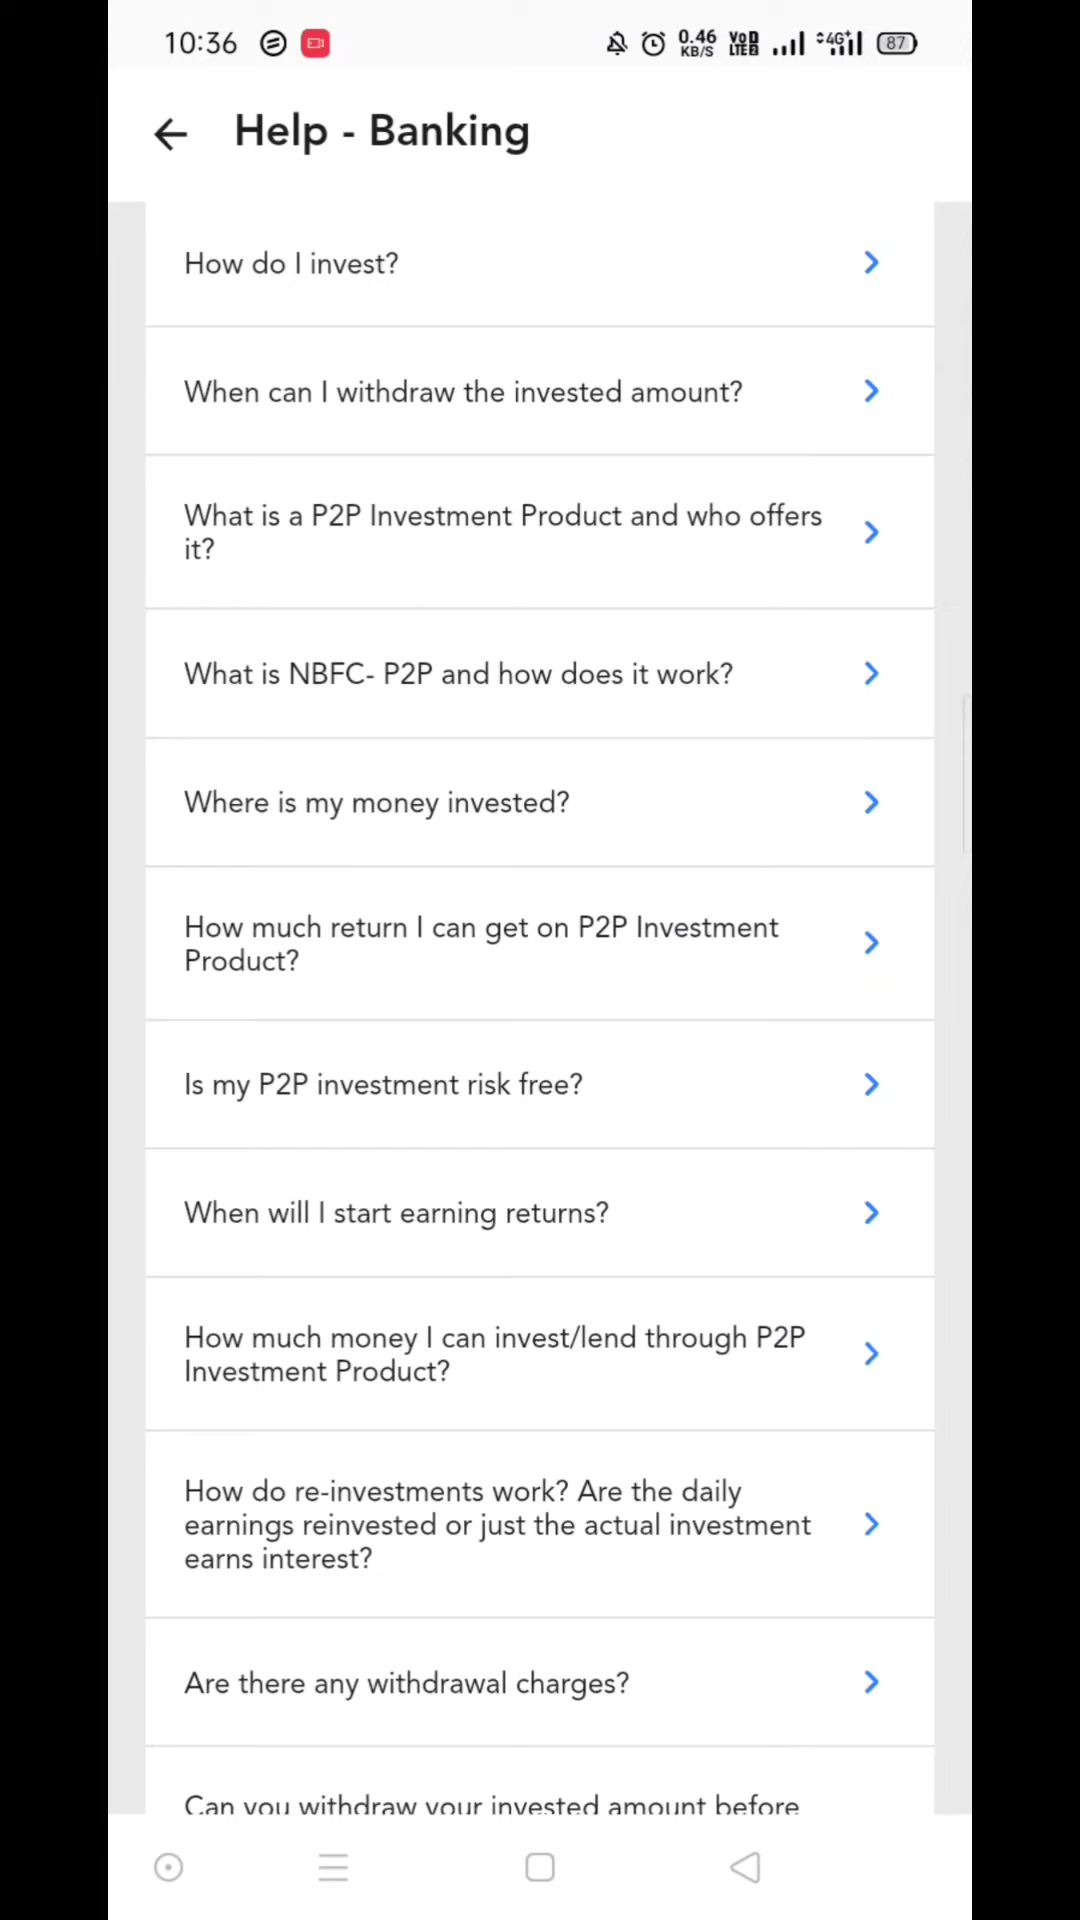 10:36
0.46
KB/S
VoD
LTE 2
4G+
87
Help - Banking
How do I invest?
When can I withdraw the invested amount?
What is a P2P Investment Product and who offers
it?
What is NBFC- P2P and how does it work?
Where is my money invested?
How much return I can get on P2P Investment
Product?
Is my P2P investment risk free?
When will I start earning returns?
How much money I can invest/lend through P2P
Investment Product?
How do re-investments work? Are the daily
earnings reinvested or just the actual investment
earns interest?
Are there any withdrawal charges?
Can you withdraw your invested amount before